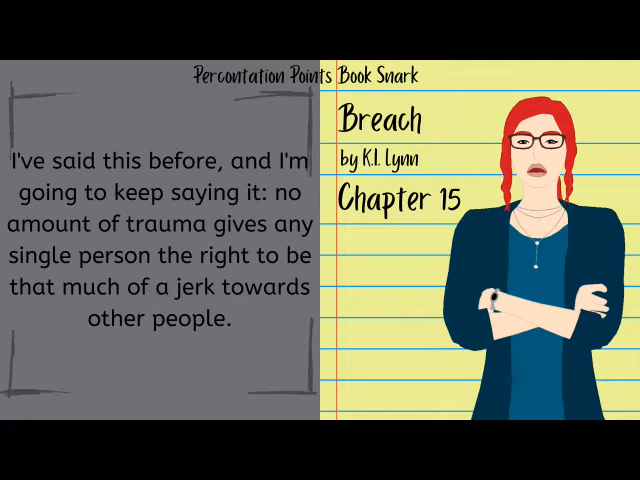 Percontation Points Book Snark
I've said this before, and I'm
going to keep saying it: no
amount of trauma gives any
single person the right to be
that much of a jerk towards
other people.
Breach
by K.I. Lynn
Chapter 15